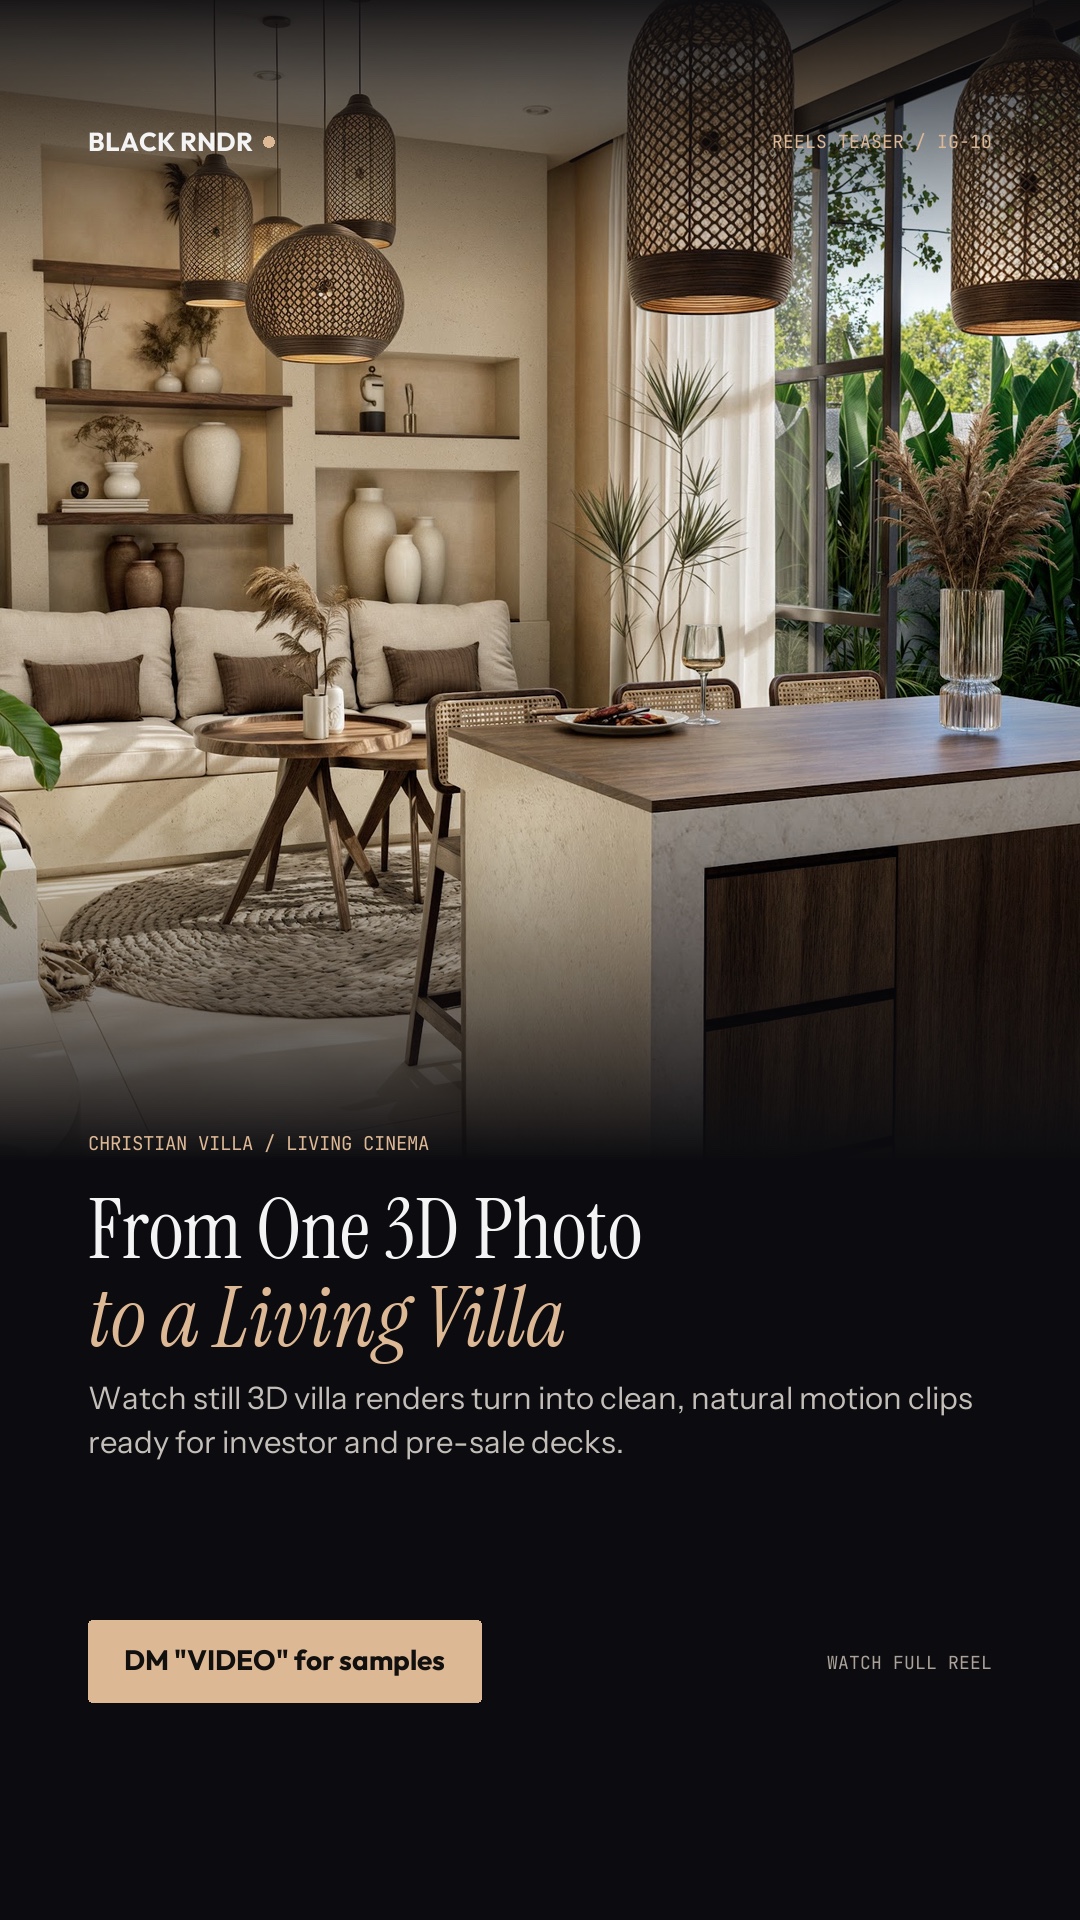 BLACK RNDR
REELS TEASER / IG-10
CHRISTIAN VILLA / LIVING CINEMA
From One 3D Photo
to a Living Villa
Watch still 3D villa renders turn into clean, natural motion clips
ready for investor and pre-sale decks.
DM "VIDEO" for samples
WATCH FULL REEL